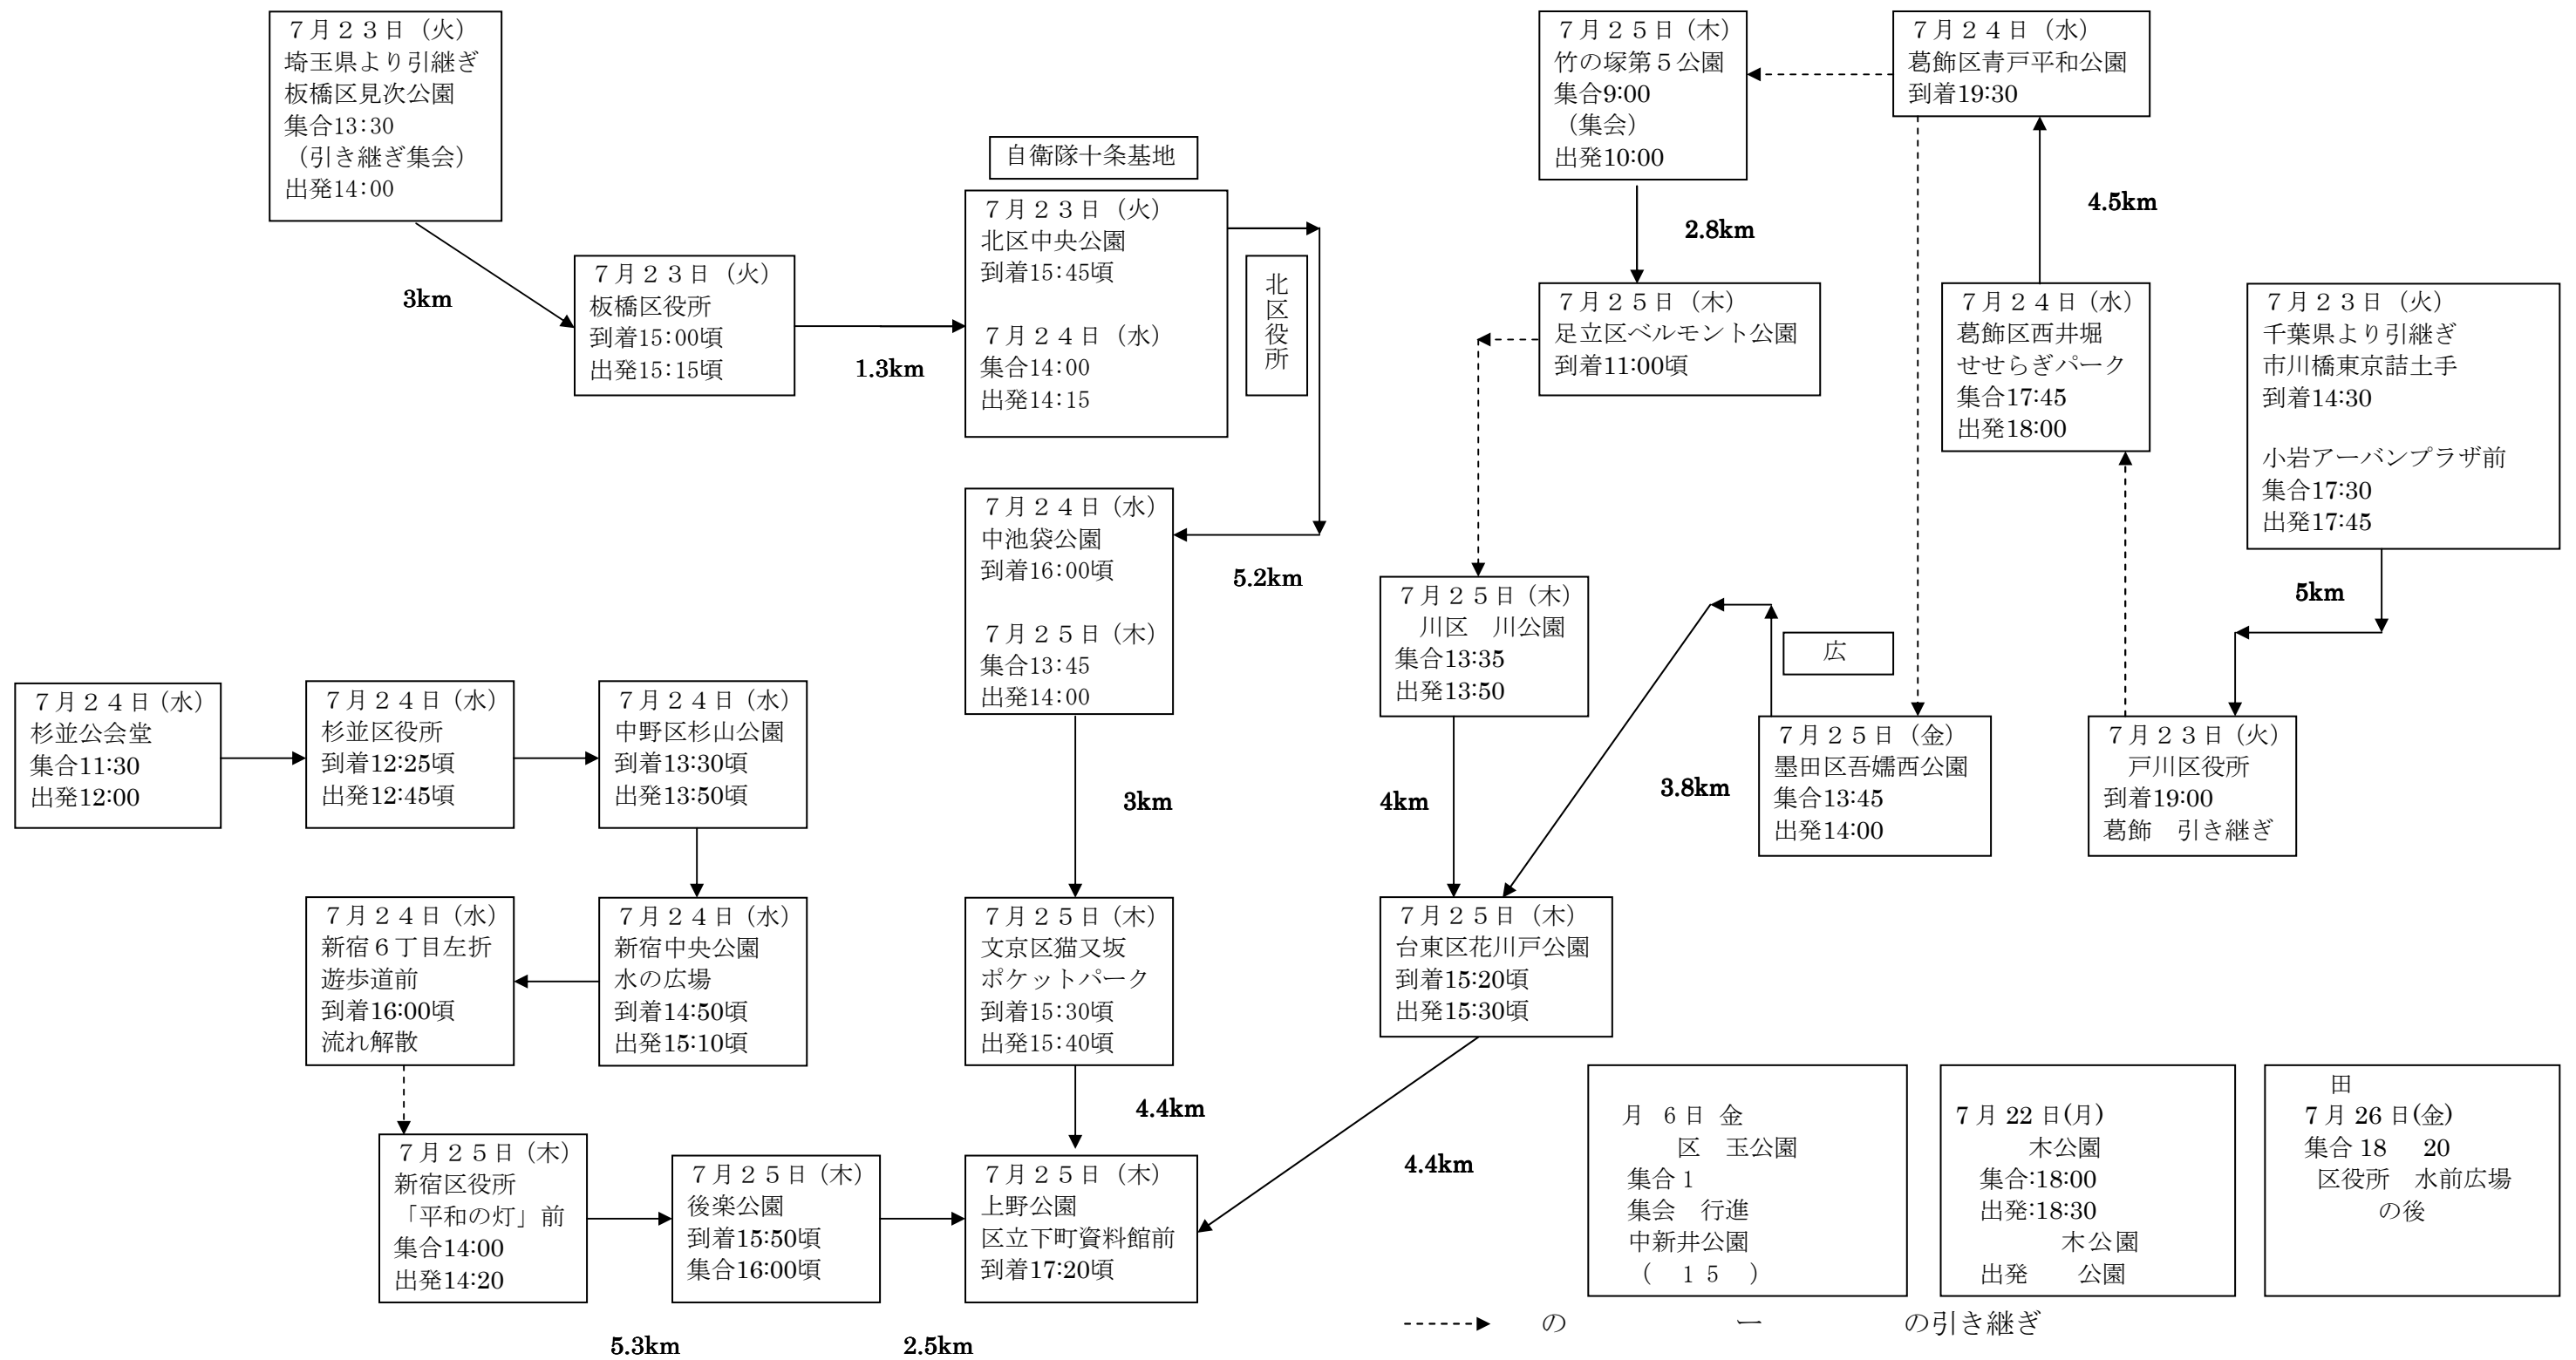 ７月２３日（火）
埼玉県より引継ぎ
板橋区見次公園
集合13:30
（引き継ぎ集会）
出発14:00
3km
７月２３日（火）
板橋区役所
到着15:00頃
出発15:15頃
1.3km
自衛隊十条基地
７月２３日（火）
北区中央公園
到着15:45頃
７月２４日（水）
集合14:00
出発14:15
北区役所
5.2km
７月２４日（水）
中池袋公園
到着16:00頃
７月２５日（木）
集合13:45
出発14:00
3km
７月２５日（木）
文京区猫又坂
ポケットパーク
到着15:30頃
出発15:40頃
4.4km
７月２４日（水）
杉並公会堂
集合11:30
出発12:00
７月２４日（水）
杉並区役所
到着12:25頃
出発12:45頃
７月２４日（水）
中野区杉山公園
到着13:30頃
出発13:50頃
７月２４日（水）
新宿中央公園
水の広場
到着14:50頃
出発15:10頃
７月２４日（水）
新宿６丁目左折
遊歩道前
到着16:00頃
流れ解散
７月２５日（木）
新宿区役所
「平和の灯」前
集合14:00
出発14:20
5.3km
７月２５日（木）
後楽公園
到着15:50頃
集合16:00頃
2.5km
７月２５日（木）
上野公園
区立下町資料館前
到着17:20頃
７月２５日（木）
竹の塚第５公園
集合9:00
（集会）
出発10:00
2.8km
７月２５日（木）
足立区ベルモント公園
到着11:00頃
７月２５日（木）
川区　川公園
集合13:35
出発13:50
4km
７月２５日（木）
台東区花川戸公園
到着15:20頃
出発15:30頃
4.4km
７月２４日（水）
葛飾区青戸平和公園
到着19:30
4.5km
７月２４日（水）
葛飾区西井堀
せせらぎパーク
集合17:45
出発18:00
７月２３日（火）
千葉県より引継ぎ
市川橋東京詰土手
到着14:30
小岩アーバンプラザ前
集合17:30
出発17:45
5km
７月２３日（火）
戸川区役所
到着19:00
葛飾　引き継ぎ
広
７月２５日（金）
墨田区吾嬬西公園
集合13:45
出発14:00
3.8km
月　6日 金
区　玉公園
集合１
集会　行進
中新井公園
（　１５　）
7 月 22 日(月)
木公園
集合:18:00
出発:18:30
木公園
出発　　公園
田
7 月 26 日(金)
集合 18　20
区役所　水前広場
の後
の　ー　の引き継ぎ